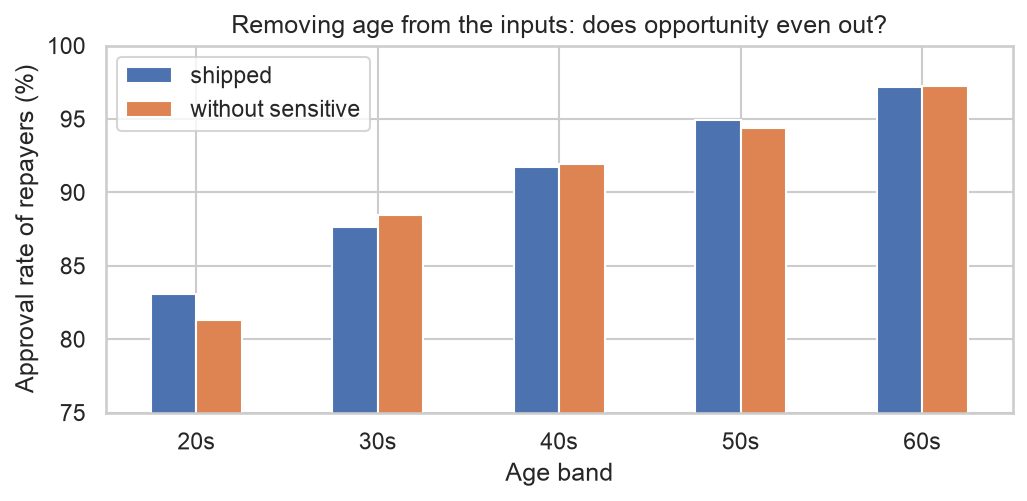 Removing age from the inputs: does opportunity even out?
Approval rate of repayers (%)
100
95
90
85
80
75
shipped
without sensitive
20s
30s
40s
50s
60s
Age band